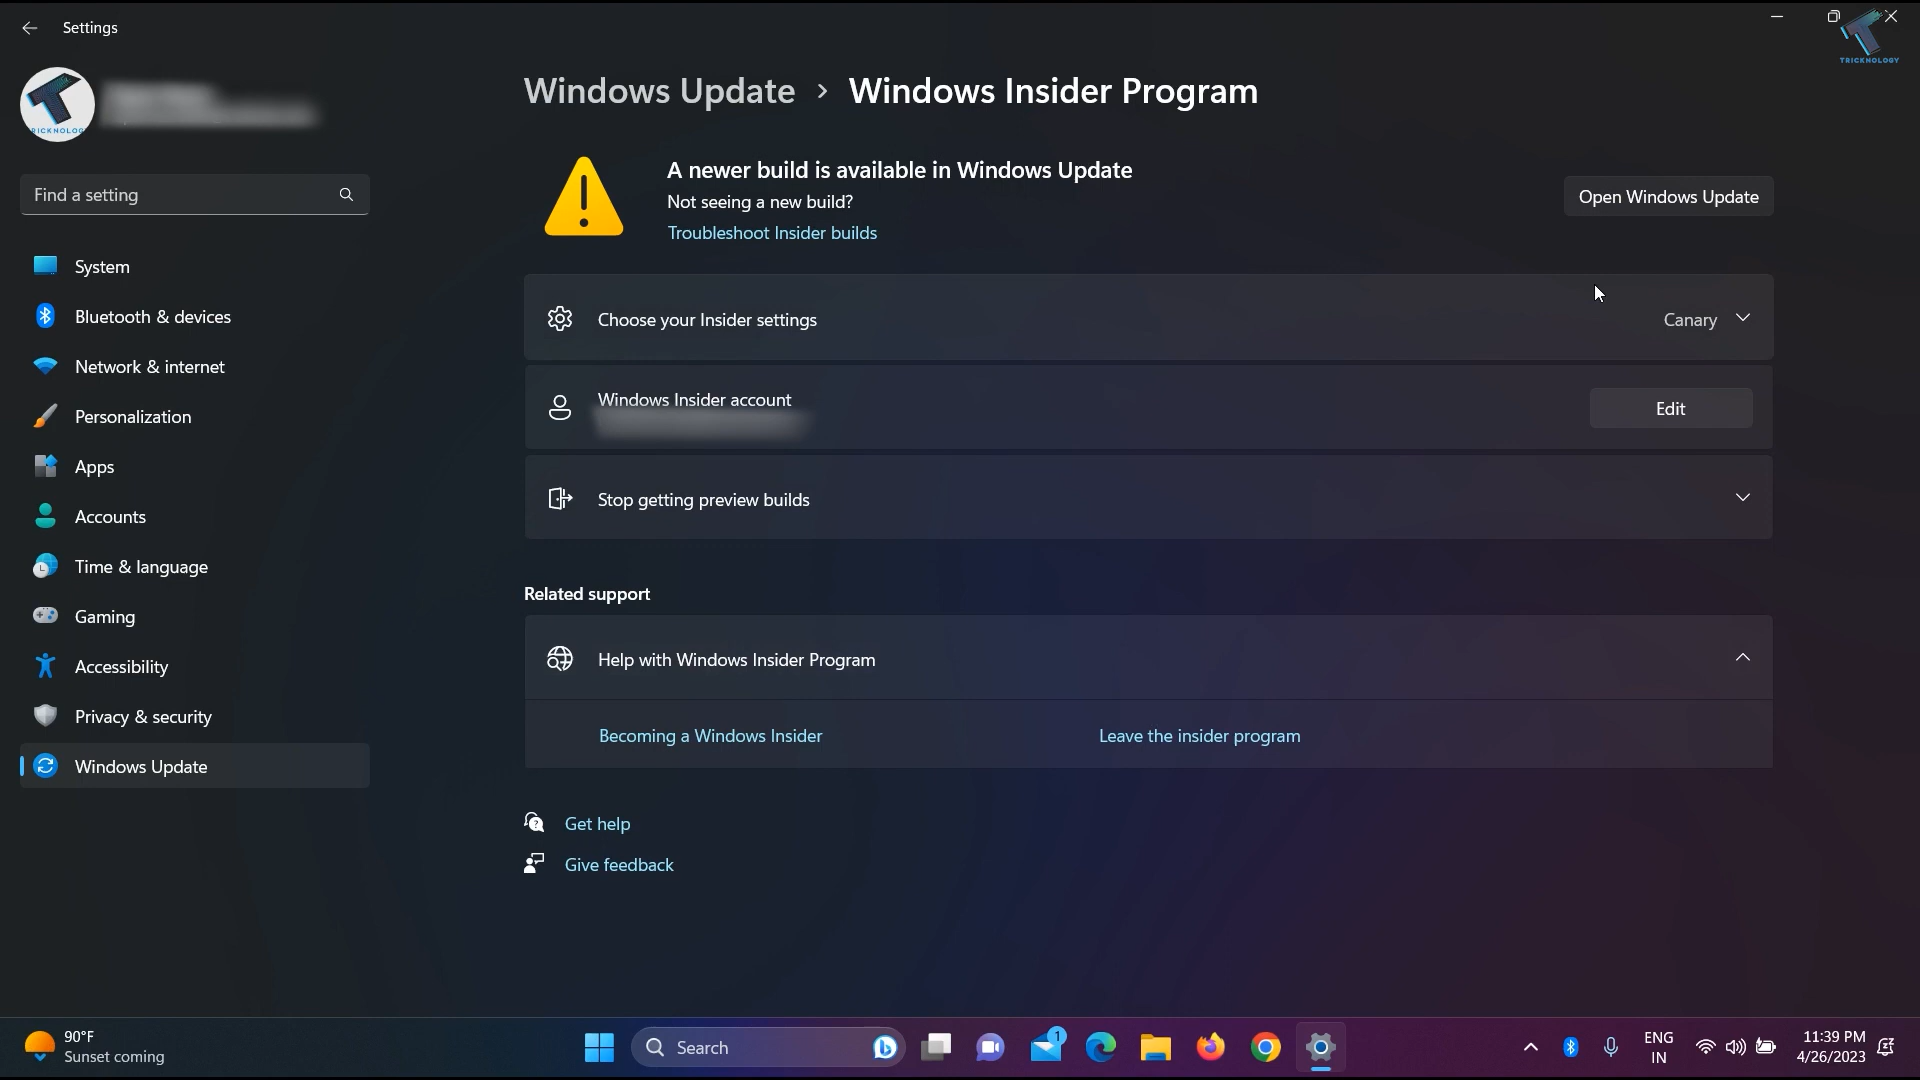 Settings
TRICKNOLOGY
RICKNOLOG
Windows Update > Windows Insider Program
A newer build is available in Windows Update
Not seeing a new build?
Troubleshoot Insider builds
Open Windows Update
Find a setting
System
Bluetooth & devices
Network & internet
Personalization
Apps
Accounts
Time & language
Gaming
Accessibility
Privacy & security
Windows Update
Choose your Insider settings
Canary
Windows Insider account
Edit
Stop getting preview builds
Related support
Help with Windows Insider Program
Becoming a Windows Insider
Leave the insider program
Get help
Give feedback
90°F
Sunset coming
Search
1
ENG
IN
11:39 PM
4/26/2023